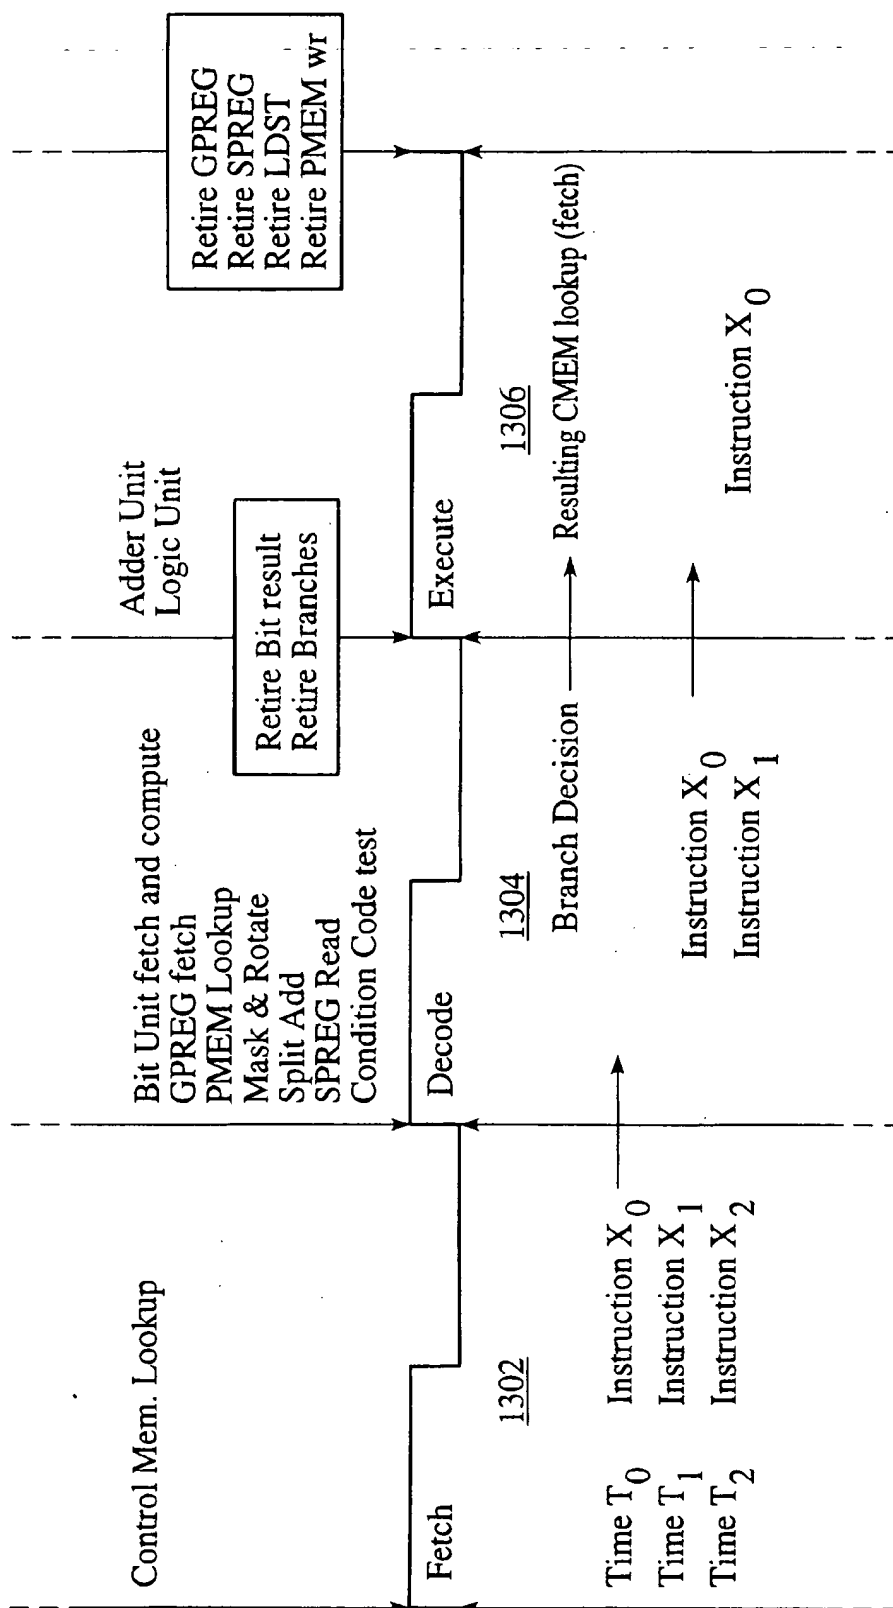 Control Mem. Lookup
Bit Unit fetch and compute
GPREG fetch
PMEM Lookup
Mask & Rotate
Split Add
SPREG Read
Condition Code test
Adder Unit
Logic Unit
Retire Bit result
Retire Branches
Retire GPREG
Retire SPREG
Retire LDST
Retire PMEM wr
Fetch
Decode
Execute
1302
1304
1306
Branch Decision
Resulting CMEM lookup (fetch)
Time T0 Instruction X0
Time T1 Instruction X1 Instruction X0
Time T2 Instruction X2 Instruction X1 Instruction X0